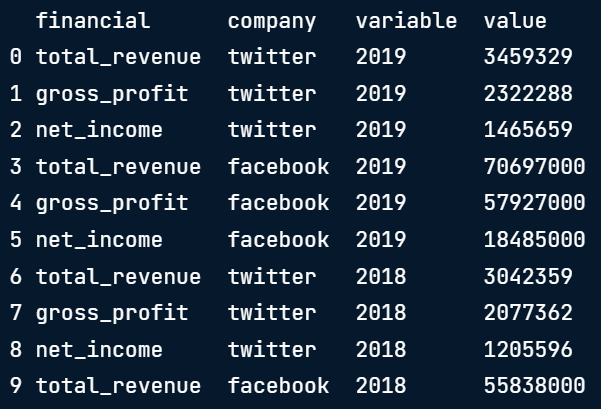 financial company variable value
0 total_revenue twitter 2019 3459329
1 gross_profit twitter 2019 2322288
2 net_income twitter 2019 1465659
3 total_revenue facebook 2019 70697000
4 gross_profit facebook 2019 57927000
5 net_income facebook 2019 18485000
6 total_revenue twitter 2018 3042359
7 gross_profit twitter 2018 2077362
8 net_income twitter 2018 1205596
9 total_revenue facebook 2018 55838000